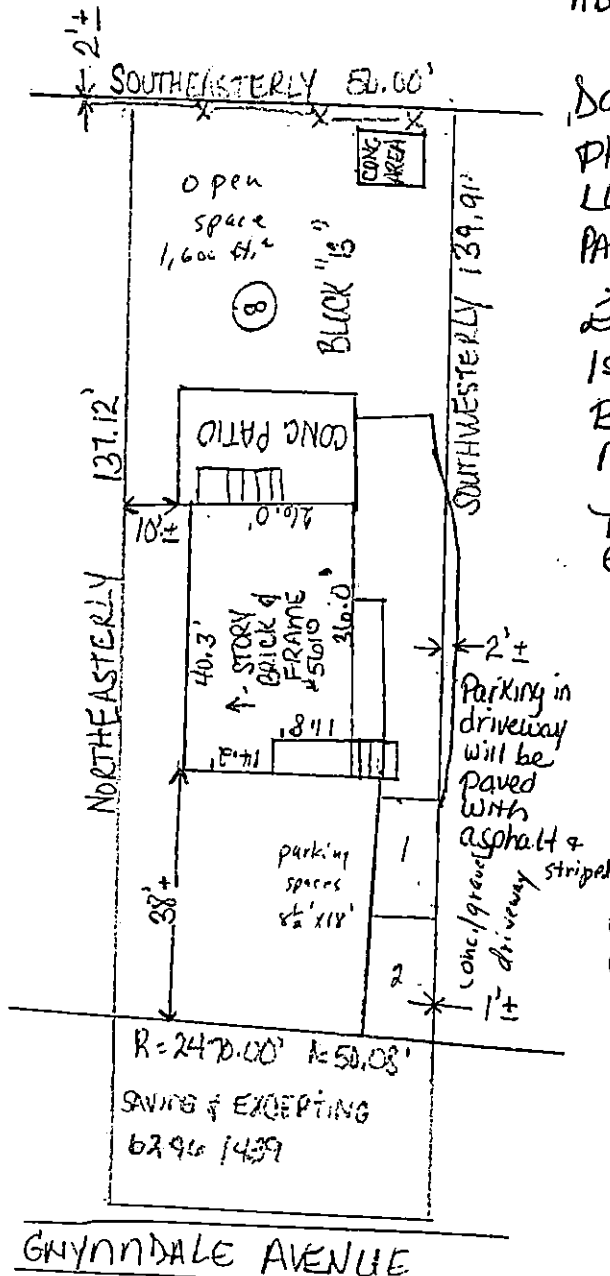 2'±
SOUTHEASTERLY 50.00'
X X X
CONC
AREA
open
space
1,600 ft.²
8
BLOCK "B"
NORTHEASTERLY 137.12'
SOUTHWESTERLY 139.91'
CONC PATIO
10'±
26.0'
40.3'
STORY
BRICK &
FRAME
#5610
36.0'
11.8'
14.2'
2'±
Parking in
driveway
will be
paved
with
asphalt &
striped
38'±
parking
spaces
8½' x18'
1
2
conc./gravel
driveway
1'±
R=2470.00' A=50.08'
SAVING & EXCEPTING
6296 1439
GWYNNDALE AVENUE